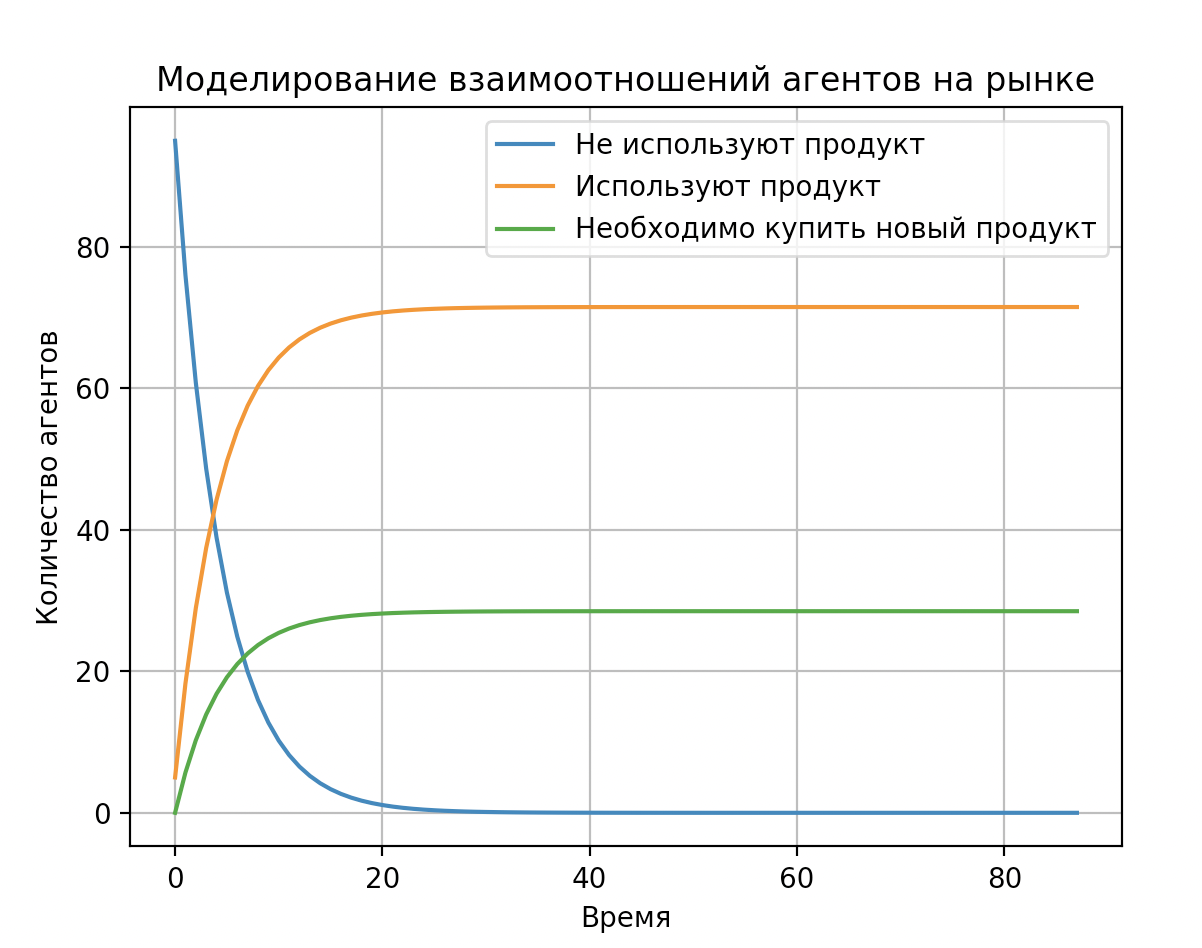 Моделирование взаимоотношений агентов на рынке
Не используют продукт
Используют продукт
Необходимо купить новый продукт
Количество агентов
80
60
40
20
0
0 20 40 60 80
Время